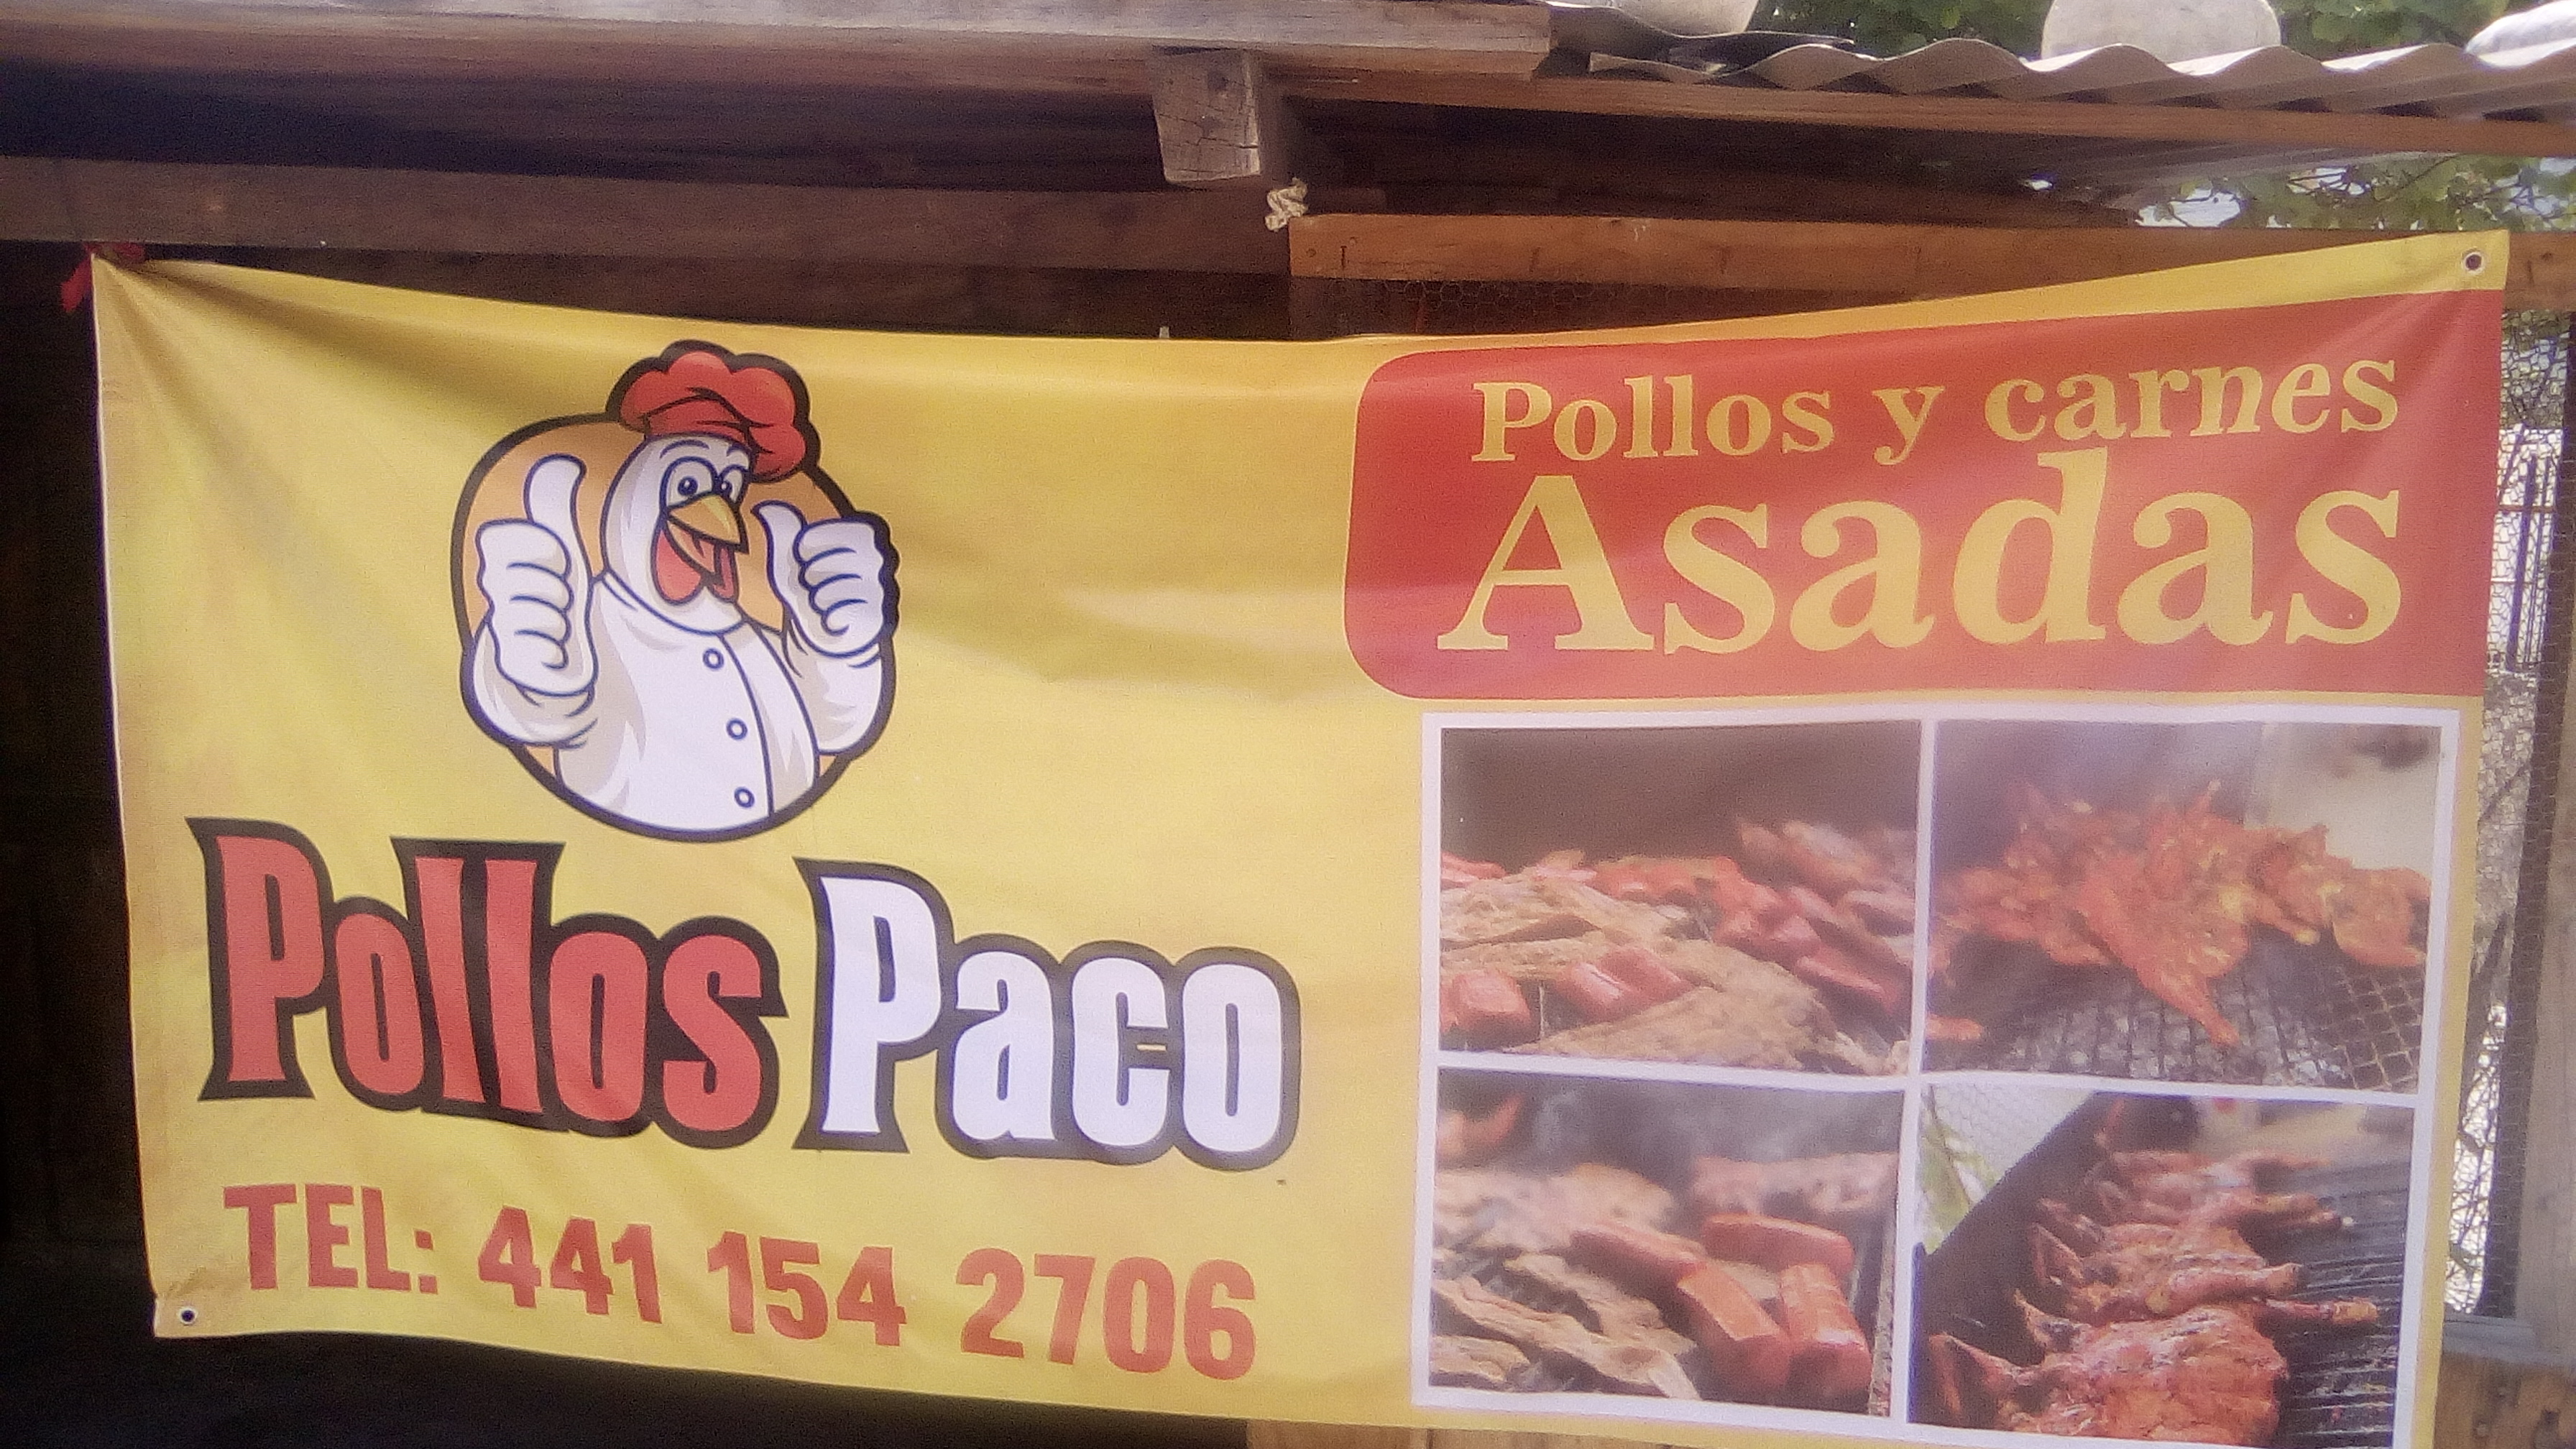 Pollos y carnes
Asadas
Pollos Paco
TEL: 441 154 2706